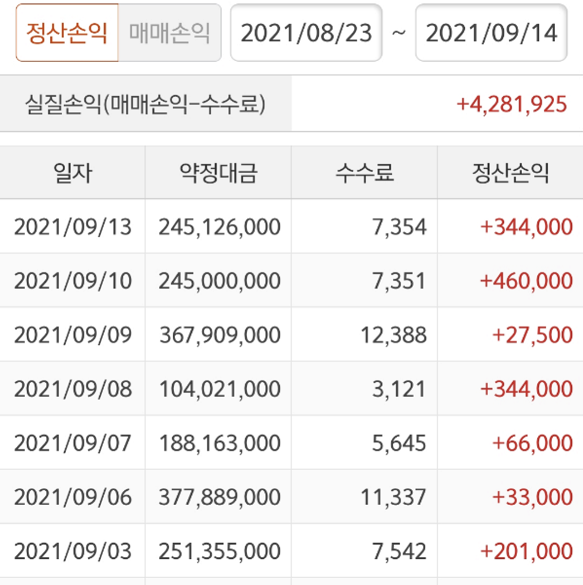 정산손익 매매손익 2021/08/23 ~ 2021/09/14
실질손익(매매손익-수수료) +4,281,925
일자 약정대금 수수료 정산손익
2021/09/13 245,126,000 7,354 +344,000
2021/09/10 245,000,000 7,351 +460,000
2021/09/09 367,909,000 12,388 +27,500
2021/09/08 104,021,000 3,121 +344,000
2021/09/07 188,163,000 5,645 +66,000
2021/09/06 377,889,000 11,337 +33,000
2021/09/03 251,355,000 7,542 +201,000